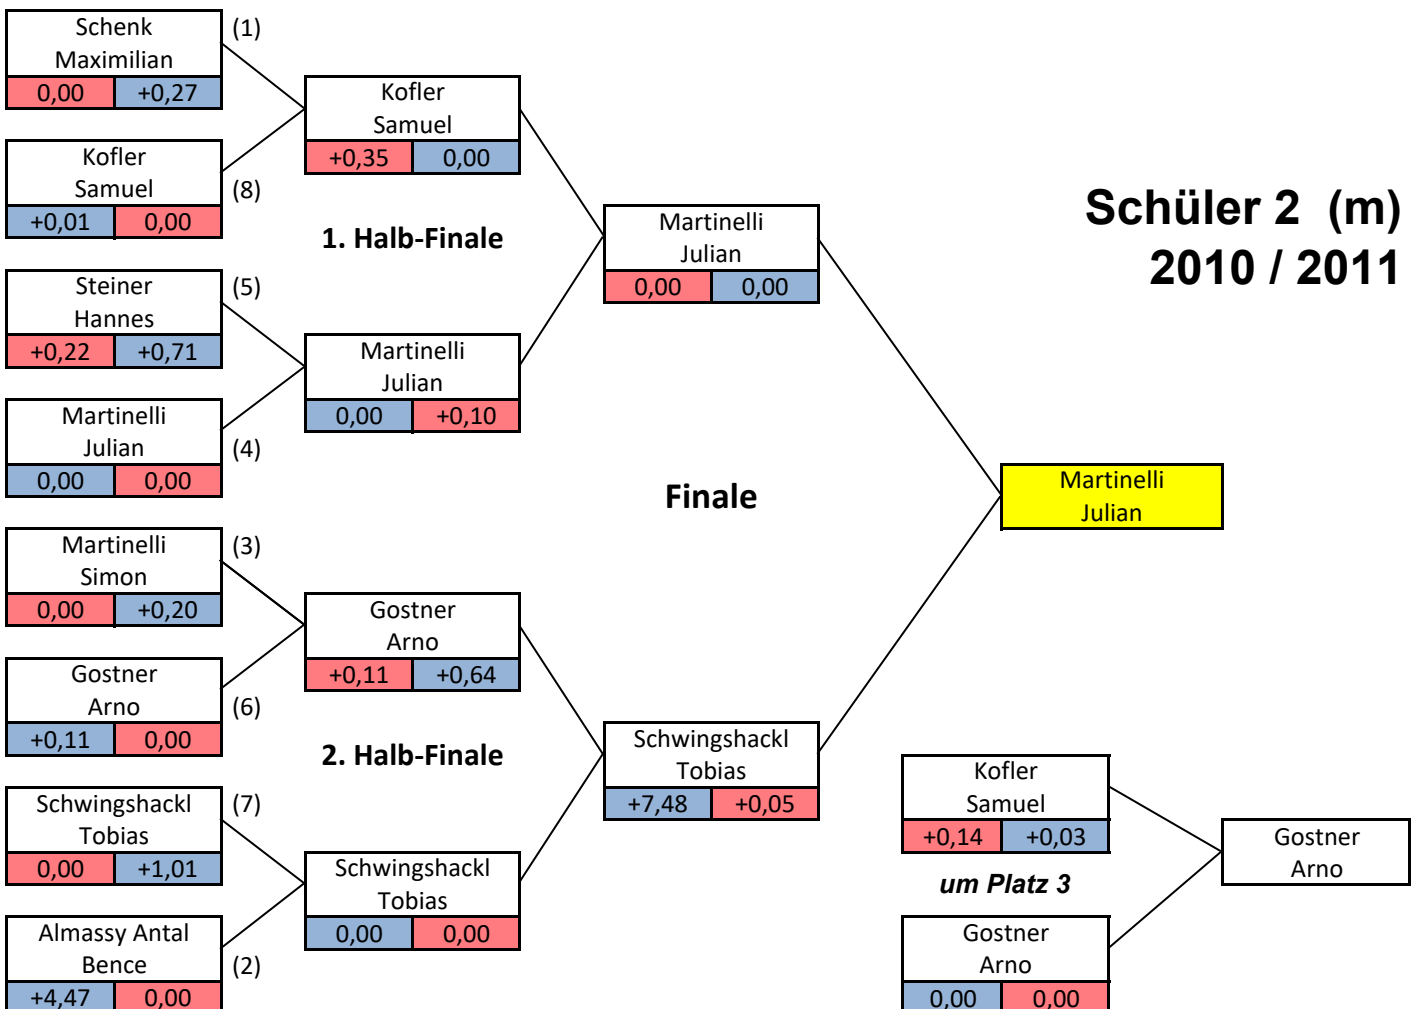 Schenk
Maximilian
(1)
0,00 +0,27
Kofler
Samuel
(8)
+0,01 0,00
Steiner
Hannes
(5)
+0,22 +0,71
Martinelli
Julian
(4)
0,00 0,00
Martinelli
Simon
(3)
0,00 +0,20
Gostner
Arno
(6)
+0,11 0,00
Schwingshackl
Tobias
(7)
0,00 +1,01
Almassy Antal
Bence
(2)
+4,47 0,00
Kofler
Samuel
+0,35 0,00
1. Halb-Finale
Martinelli
Julian
0,00 +0,10
Gostner
Arno
+0,11 +0,64
2. Halb-Finale
Schwingshackl
Tobias
0,00 0,00
Martinelli
Julian
0,00 0,00
Finale
Schwingshackl
Tobias
+7,48 +0,05
Martinelli
Julian
Schüler 2 (m)
2010 / 2011
Kofler
Samuel
+0,14 +0,03
um Platz 3
Gostner
Arno
0,00 0,00
Gostner
Arno